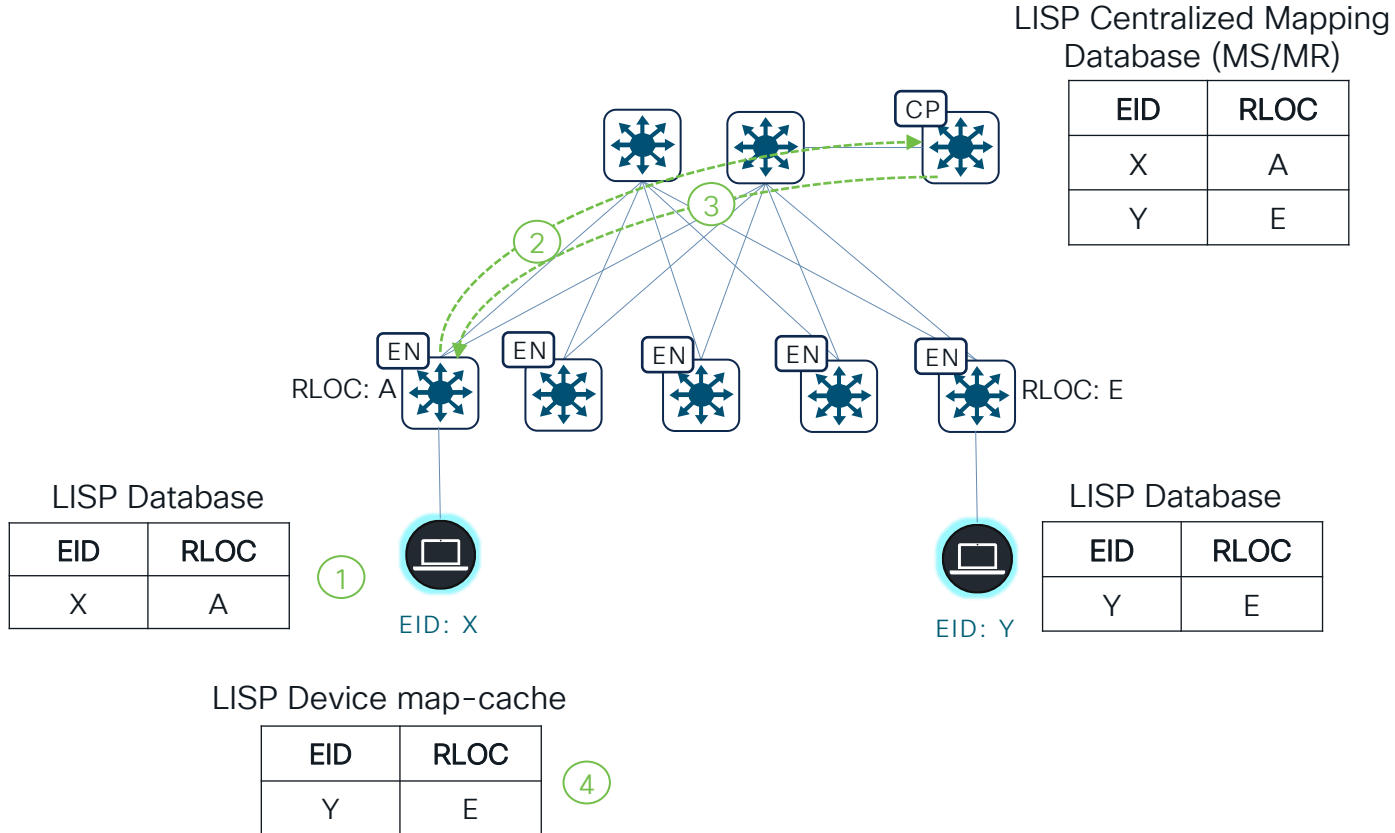 LISP Centralized Mapping
Database (MS/MR)
EID RLOC
X A
Y E
CP
3
2
EN EN EN EN EN
RLOC: A
RLOC: E
LISP Database
EID RLOC
X A
1
EID: X
EID: Y
LISP Database
EID RLOC
Y E
LISP Device map-cache
EID RLOC
Y E
4